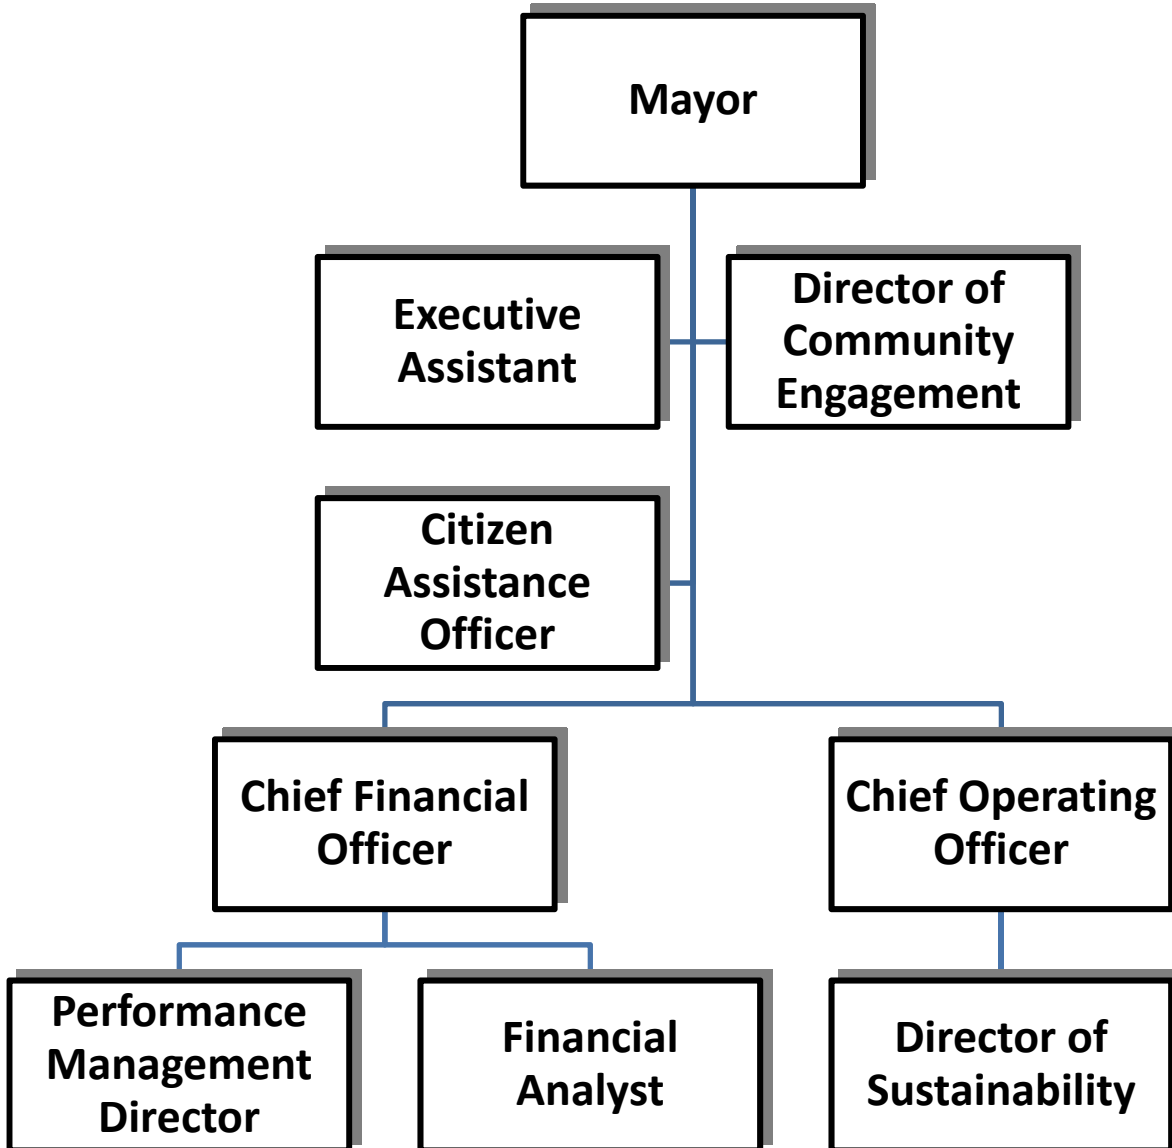 Mayor
Executive
Assistant
Director of
Community
Engagement
Citizen
Assistance
Officer
Chief Financial
Officer
Chief Operating
Officer
Performance
Management
Director
Financial
Analyst
Director of
Sustainability